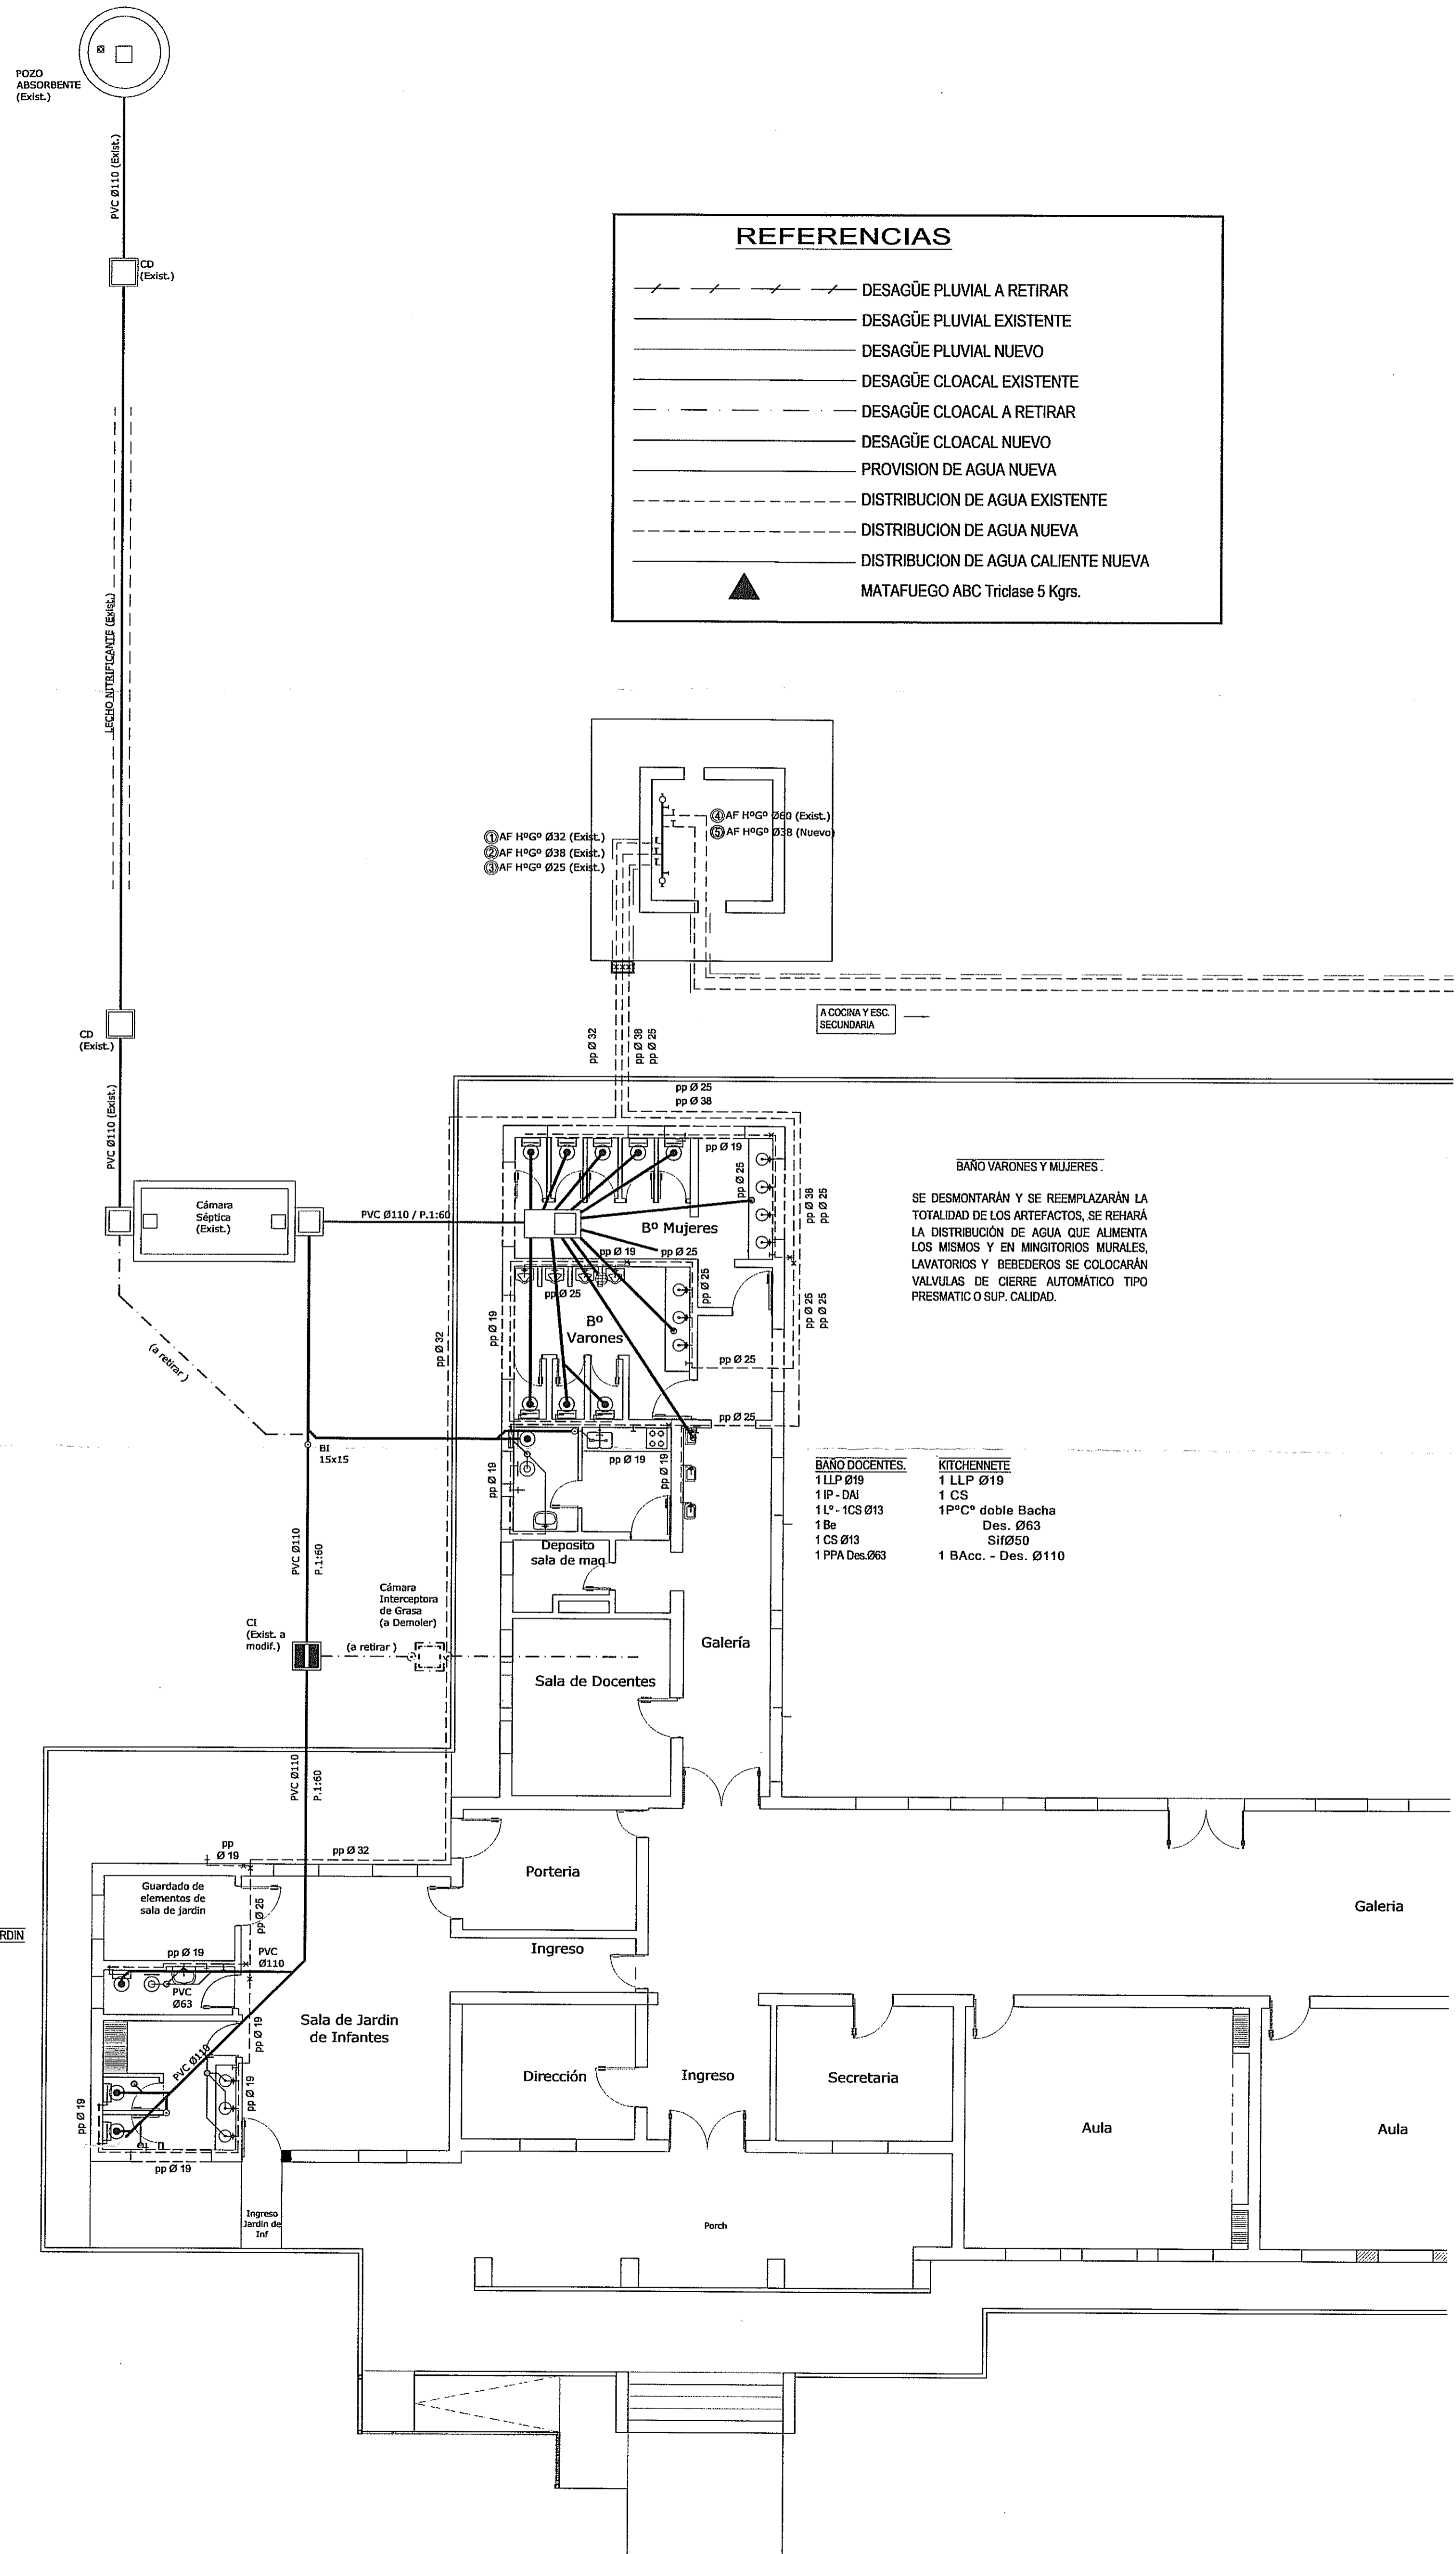 POZO
ABSORBENTE
(Exist.)
PVC Ø110 (Exist.)
CD
(Exist.)
REFERENCIAS
DESAGÜE PLUVIAL A RETIRAR
DESAGÜE PLUVIAL EXISTENTE
DESAGÜE PLUVIAL NUEVO
DESAGÜE CLOACAL EXISTENTE
DESAGÜE CLOACAL A RETIRAR
DESAGÜE CLOACAL NUEVO
PROVISION DE AGUA NUEVA
DISTRIBUCION DE AGUA EXISTENTE
DISTRIBUCION DE AGUA NUEVA
DISTRIBUCION DE AGUA CALIENTE NUEVA
MATAFUEGO ABC Triclase 5 Kgrs.
LECHO NITRIFICANTE (Exist.)
①AF HºGº Ø32 (Exist.)
②AF HºGº Ø38 (Exist.)
③AF HºGº Ø25 (Exist.)
④AF HºGº Ø60 (Exist.)
⑤AF HºGº Ø38 (Nuevo)
A COCINA Y ESC.
SECUNDARIA
CD
(Exist.)
pp Ø 32
pp Ø 38
pp Ø 25
PVC Ø110 (Exist.)
pp Ø 25
pp Ø 38
pp Ø 19
pp Ø 25
pp Ø 38
pp Ø 25
Cámara
Séptica
(Exist.)
PVC Ø110 / P.1:60
Bº Mujeres
pp Ø 19
pp Ø 25
BAÑO VARONES Y MUJERES .
SE DESMONTARÁN Y SE REEMPLAZARÁN LA
TOTALIDAD DE LOS ARTEFACTOS, SE REHARÁ
LA DISTRIBUCIÓN DE AGUA QUE ALIMENTA
LOS MISMOS Y EN MINGITORIOS MURALES,
LAVATORIOS Y BEBEDEROS SE COLOCARÁN
VALVULAS DE CIERRE AUTOMÁTICO TIPO
PRESMATIC O SUP. CALIDAD.
pp Ø 25
pp Ø 25
pp Ø 25
pp Ø 25
Bº
Varones
pp Ø 19
pp Ø 32
pp Ø 25
(a retirar )
pp Ø 25
BI
15x15
pp Ø 19
pp Ø 19
pp Ø 19
BAÑO DOCENTES.
1 LLP Ø19
1 IP - DAI
1 Lº - 1CS Ø13
1 Be
1 CS Ø13
1 PPA Des.Ø63
KITCHENNETE
1 LLP Ø19
1 CS
1PºCº doble Bacha
Des. Ø63
SifØ50
1 BAcc. - Des. Ø110
Deposito
sala de maq.
PVC Ø110
P.1:60
Cámara
Interceptora
de Grasa
(a Demoler)
CI
(Exist. a
modif.)
(a retirar )
Galería
Sala de Docentes
PVC Ø110
P.1:60
pp
Ø 19
pp Ø 32
Porteria
Guardado de
elementos de
sala de jardin
pp Ø 25
Galeria
RDIN
Ingreso
pp Ø 19
PVC
Ø110
PVC
Ø63
Sala de Jardin
de Infantes
pp Ø 19
PVC Ø110
Dirección
Ingreso
Secretaria
pp Ø 19
pp Ø 19
Aula
Aula
pp Ø 19
Ingreso
Jardin de
Inf
Porch